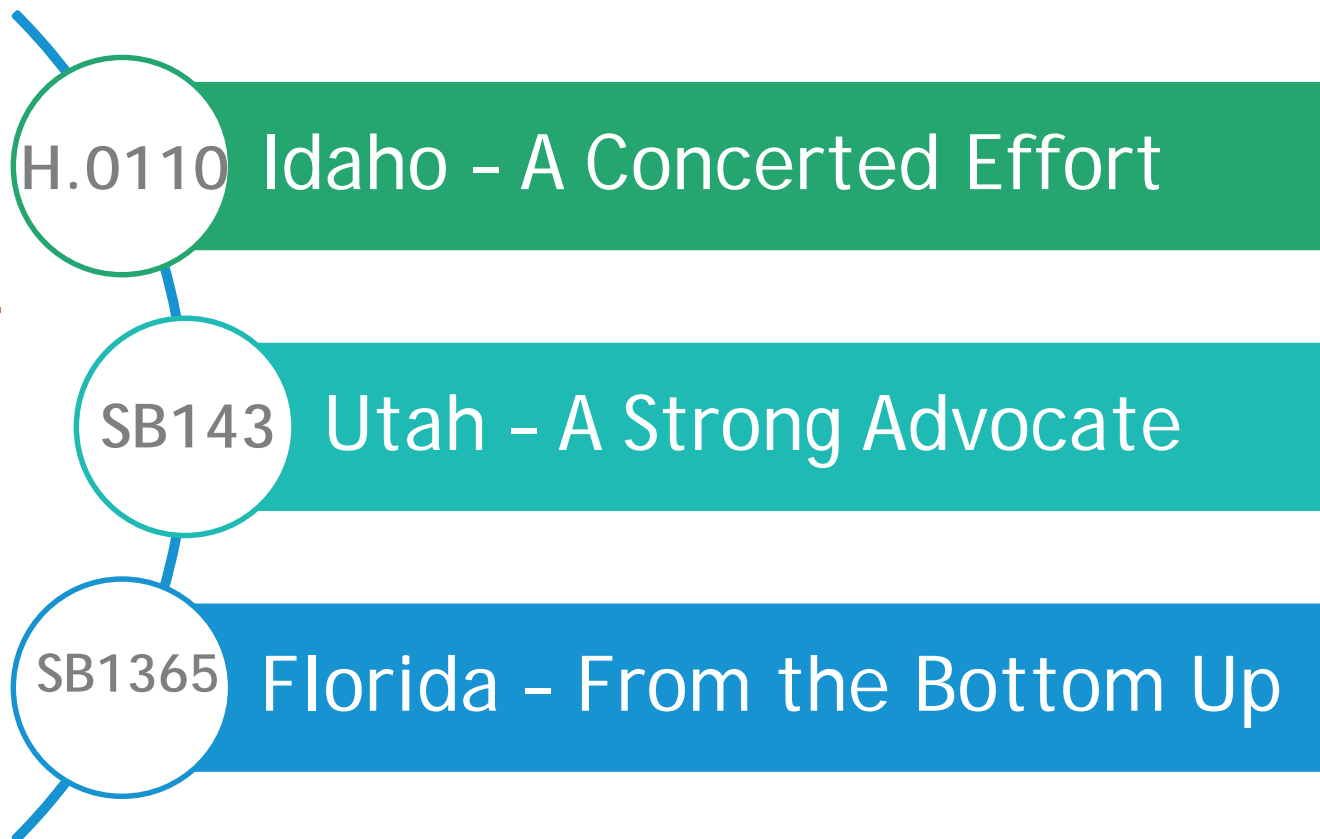 H.0110 Idaho – A Concerted Effort
SB143 Utah – A Strong Advocate
SB1365 Florida – From the Bottom Up